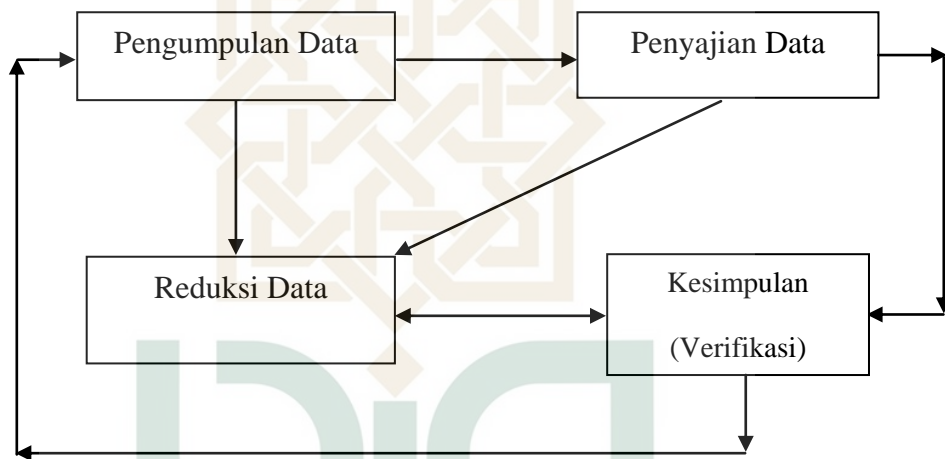 Pengumpulan Data
Penyajian Data
Reduksi Data
Kesimpulan
(Verifikasi)